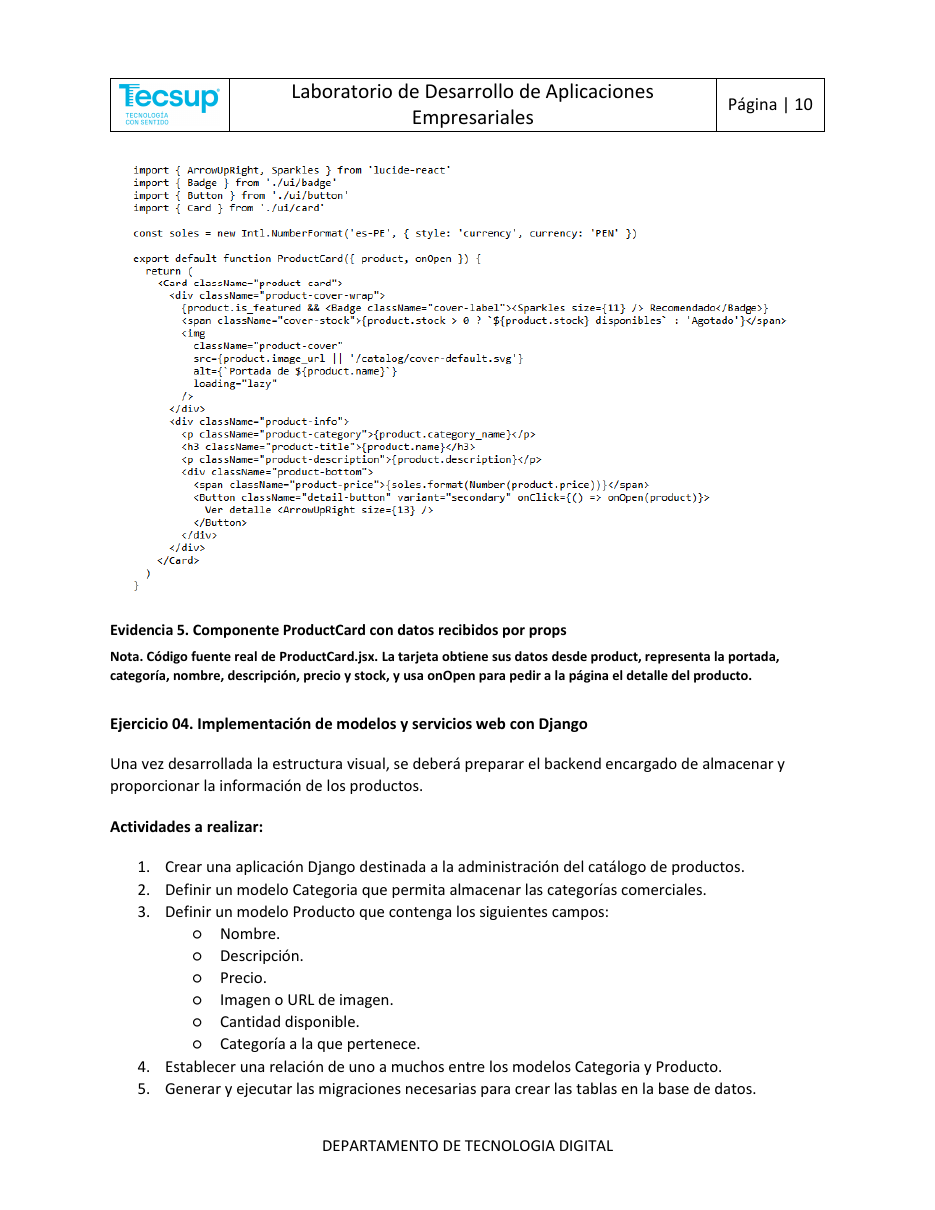 Tecsup
TECNOLOGÍA
CON SENTIDO
Laboratorio de Desarrollo de Aplicaciones
Empresariales
Página | 10
import { ArrowUpRight, Sparkles } from 'lucide-react'
import { Badge } from './ui/badge'
import { Button } from './ui/button'
import { Card } from './ui/card'
const soles = new Intl.NumberFormat('es-PE', { style: 'currency', currency: 'PEN' })
export default function ProductCard({ product, onOpen }) {
  return (
    <Card className="product-card">
      <div className="product-cover-wrap">
        {product.is_featured && <Badge className="cover-label"><Sparkles size={11} /> Recomendado</Badge>}
        <span className="cover-stock">{product.stock > 0 ? `${product.stock} disponibles` : 'Agotado'}</span>
        <img
          className="product-cover"
          src={product.image_url || '/catalog/cover-default.svg'}
          alt={`Portada de ${product.name}`}
          loading="lazy"
        />
      </div>
      <div className="product-info">
        <p className="product-category">{product.category_name}</p>
        <h3 className="product-title">{product.name}</h3>
        <p className="product-description">{product.description}</p>
        <div className="product-bottom">
          <span className="product-price">{soles.format(Number(product.price))}</span>
          <Button className="detail-button" variant="secondary" onClick={() => onOpen(product)}>
            Ver detalle <ArrowUpRight size={13} />
          </Button>
        </div>
      </div>
    </Card>
  )
}
Evidencia 5. Componente ProductCard con datos recibidos por props
Nota. Código fuente real de ProductCard.jsx. La tarjeta obtiene sus datos desde product, representa la portada,
categoría, nombre, descripción, precio y stock, y usa onOpen para pedir a la página el detalle del producto.
Ejercicio 04. Implementación de modelos y servicios web con Django
Una vez desarrollada la estructura visual, se deberá preparar el backend encargado de almacenar y
proporcionar la información de los productos.
Actividades a realizar:
1. Crear una aplicación Django destinada a la administración del catálogo de productos.
2. Definir un modelo Categoria que permita almacenar las categorías comerciales.
3. Definir un modelo Producto que contenga los siguientes campos:
○ Nombre.
○ Descripción.
○ Precio.
○ Imagen o URL de imagen.
○ Cantidad disponible.
○ Categoría a la que pertenece.
4. Establecer una relación de uno a muchos entre los modelos Categoria y Producto.
5. Generar y ejecutar las migraciones necesarias para crear las tablas en la base de datos.
DEPARTAMENTO DE TECNOLOGIA DIGITAL